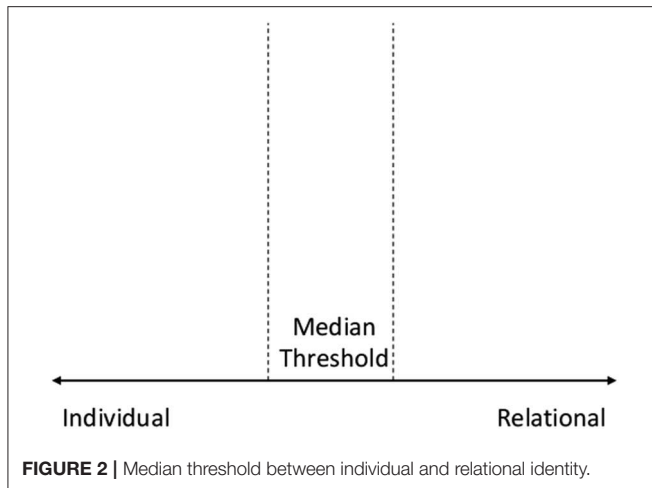 Median
Threshold
Individual
Relational
FIGURE 2 | Median threshold between individual and relational identity.